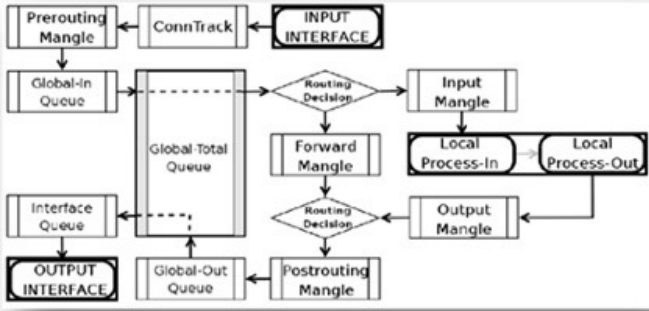 Prerouting
Mangle
ConnTrack
INPUT
INTERFACE
Global-In
Queue
Global-Total
Queue
Routing
Decision
Input
Mangle
Forward
Mangle
Local
Process-In
Local
Process-Out
Interface
Queue
Routing
Decision
Output
Mangle
OUTPUT
INTERFACE
Global-Out
Queue
Postrouting
Mangle